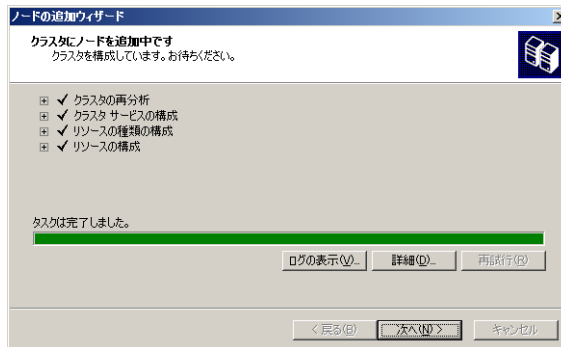 ノードの追加ウィザード
クラスタにノードを追加中です
クラスタを構成しています。お待ちください。
クラスタの再分析
クラスタ サービスの構成
リソースの種類の構成
リソースの構成
タスクは完了しました。
ログの表示(V)... 詳細(D)... 再試行(R)
< 戻る(B) 次へ(N) > キャンセル